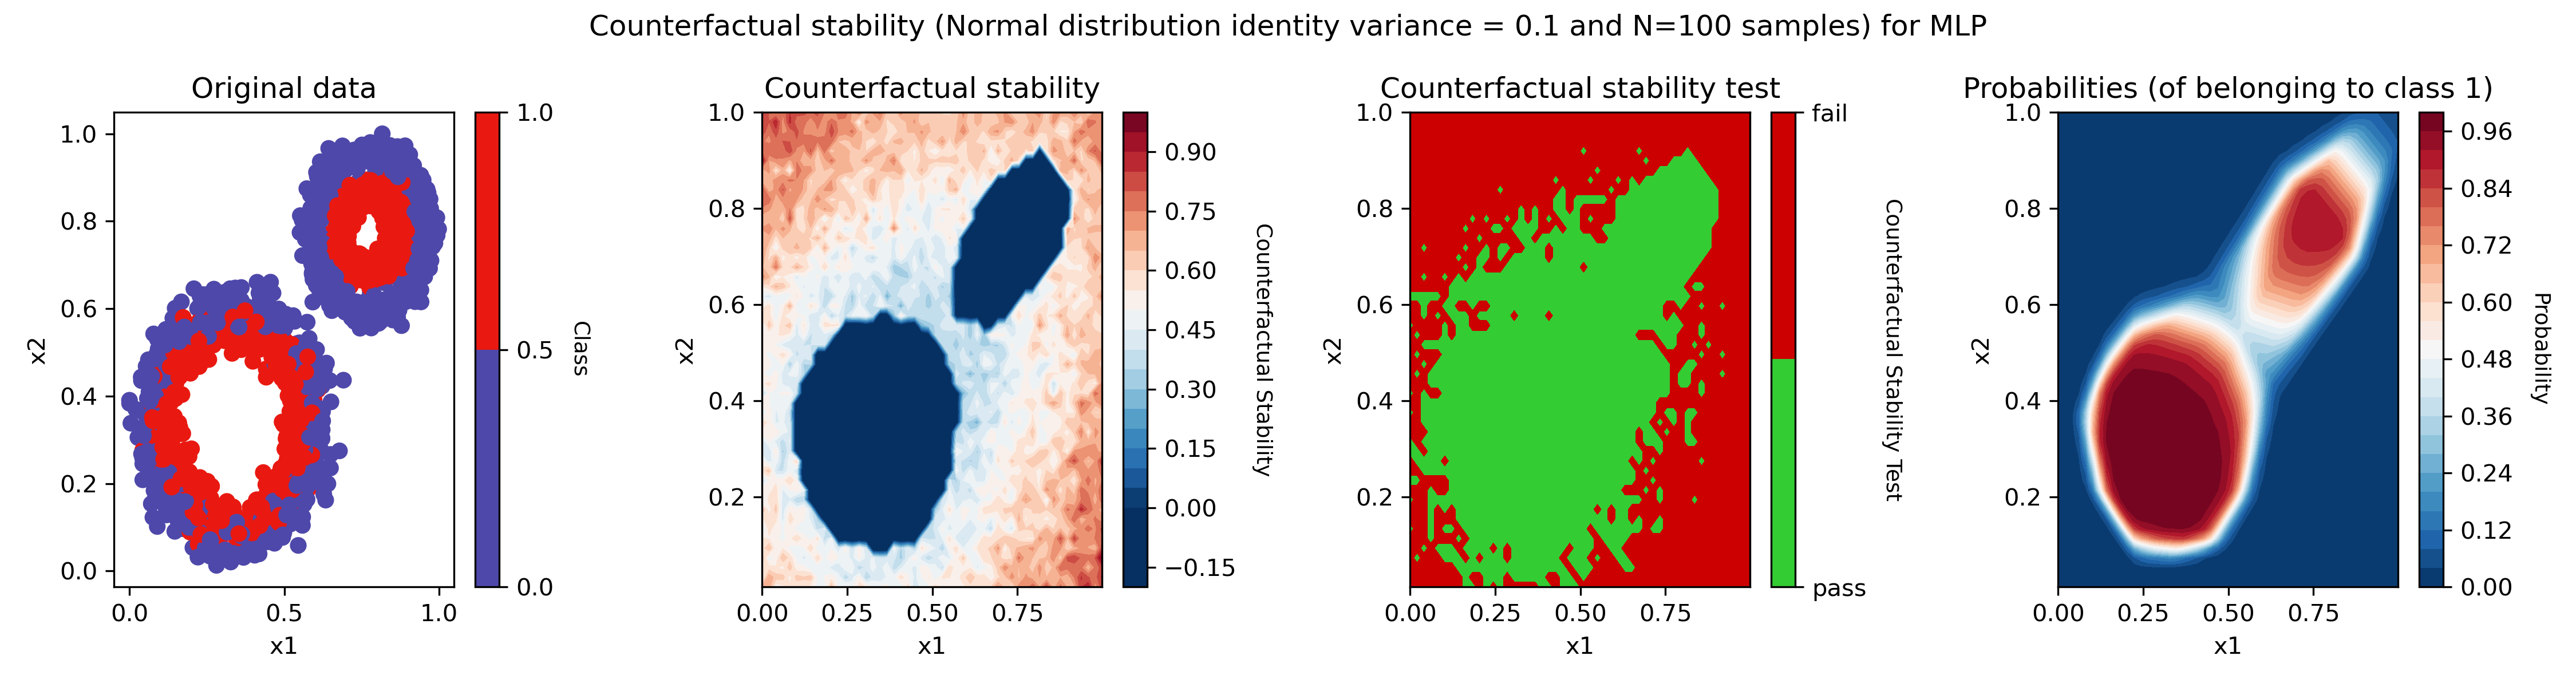 Counterfactual stability (Normal distribution identity variance = 0.1 and N=100 samples) for MLP
Original data
1.0
0.8
0.6
0.4
0.2
0.0
x2
0.0
0.5
1.0
x1
1.0
0.5
0.0
Class
Counterfactual stability
1.0
0.8
0.6
0.4
0.2
x2
0.00
0.25
0.50
0.75
x1
0.90
0.75
0.60
0.45
0.30
0.15
0.00
−0.15
Counterfactual Stability
Counterfactual stability test
1.0
0.8
0.6
0.4
0.2
x2
0.00
0.25
0.50
0.75
x1
fail
pass
Counterfactual Stability Test
Probabilities (of belonging to class 1)
1.0
0.8
0.6
0.4
0.2
x2
0.00
0.25
0.50
0.75
x1
0.96
0.84
0.72
0.60
0.48
0.36
0.24
0.12
0.00
Probability